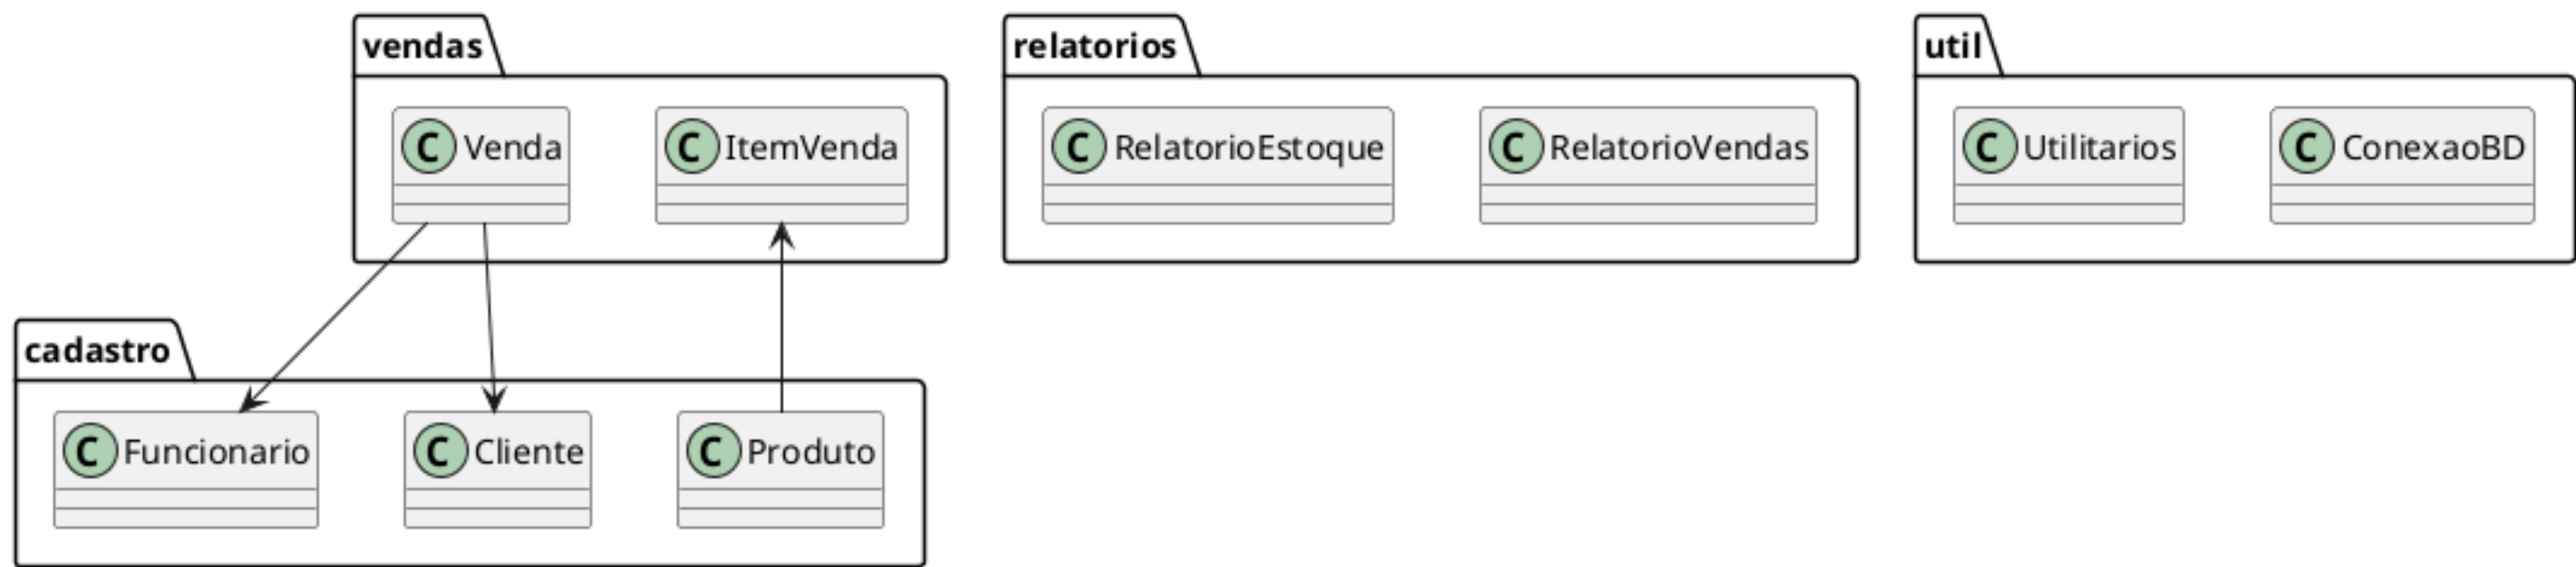 vendas
C Venda
C ItemVenda
relatorios
C RelatorioEstoque
C RelatorioVendas
util
C Utilitarios
C ConexaoBD
cadastro
C Funcionario
C Cliente
C Produto